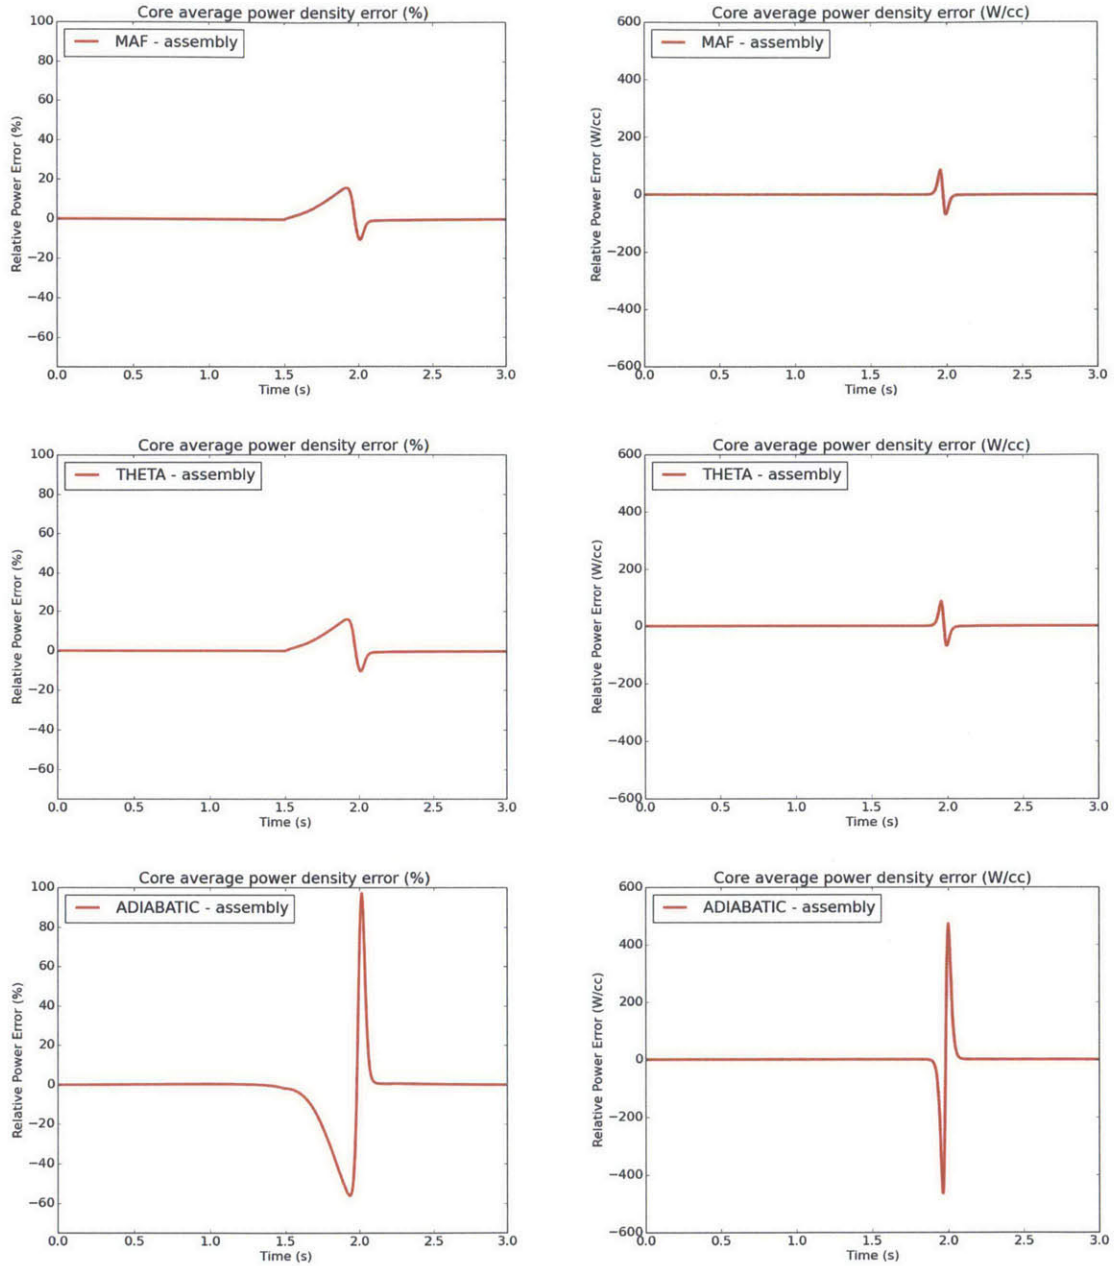 Core average power density error (%)
MAF - assembly
Relative Power Error (%)
100
80
60
40
20
0
−20
−40
−60
0.0 0.5 1.0 1.5 2.0 2.5 3.0
Time (s)
Core average power density error (W/cc)
MAF - assembly
Relative Power Error (W/cc)
600
400
200
0
−200
−400
−600
0.0 0.5 1.0 1.5 2.0 2.5 3.0
Time (s)
Core average power density error (%)
THETA - assembly
Relative Power Error (%)
100
80
60
40
20
0
−20
−40
−60
0.0 0.5 1.0 1.5 2.0 2.5 3.0
Time (s)
Core average power density error (W/cc)
THETA - assembly
Relative Power Error (W/cc)
600
400
200
0
−200
−400
−600
0.0 0.5 1.0 1.5 2.0 2.5 3.0
Time (s)
Core average power density error (%)
ADIABATIC - assembly
Relative Power Error (%)
100
80
60
40
20
0
−20
−40
−60
0.0 0.5 1.0 1.5 2.0 2.5 3.0
Time (s)
Core average power density error (W/cc)
ADIABATIC - assembly
Relative Power Error (W/cc)
600
400
200
0
−200
−400
−600
0.0 0.5 1.0 1.5 2.0 2.5 3.0
Time (s)